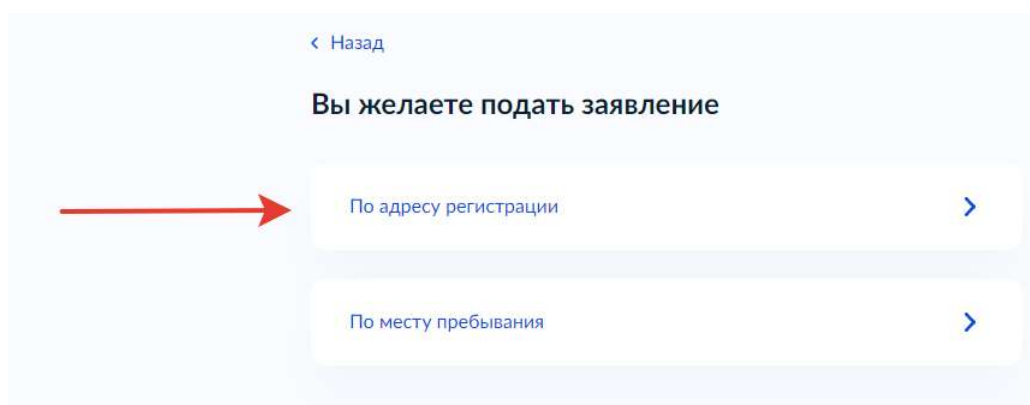 Назад
Вы желаете подать заявление
По адресу регистрации
По месту пребывания